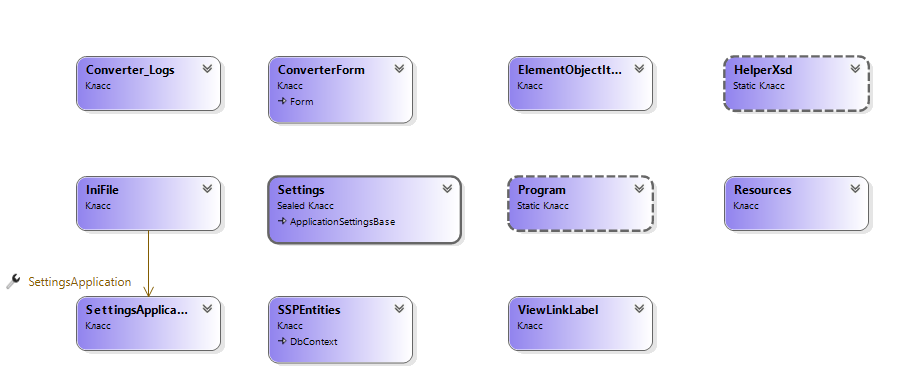 Converter_Logs
Класс
ConverterForm
Класс
Form
ElementObjectIt...
Класс
HelperXsd
Static Класс
IniFile
Класс
Settings
Sealed Класс
ApplicationSettingsBase
Program
Static Класс
Resources
Класс
SettingsApplication
SettingsApplica...
Класс
SSPEntities
Класс
DbContext
ViewLinkLabel
Класс